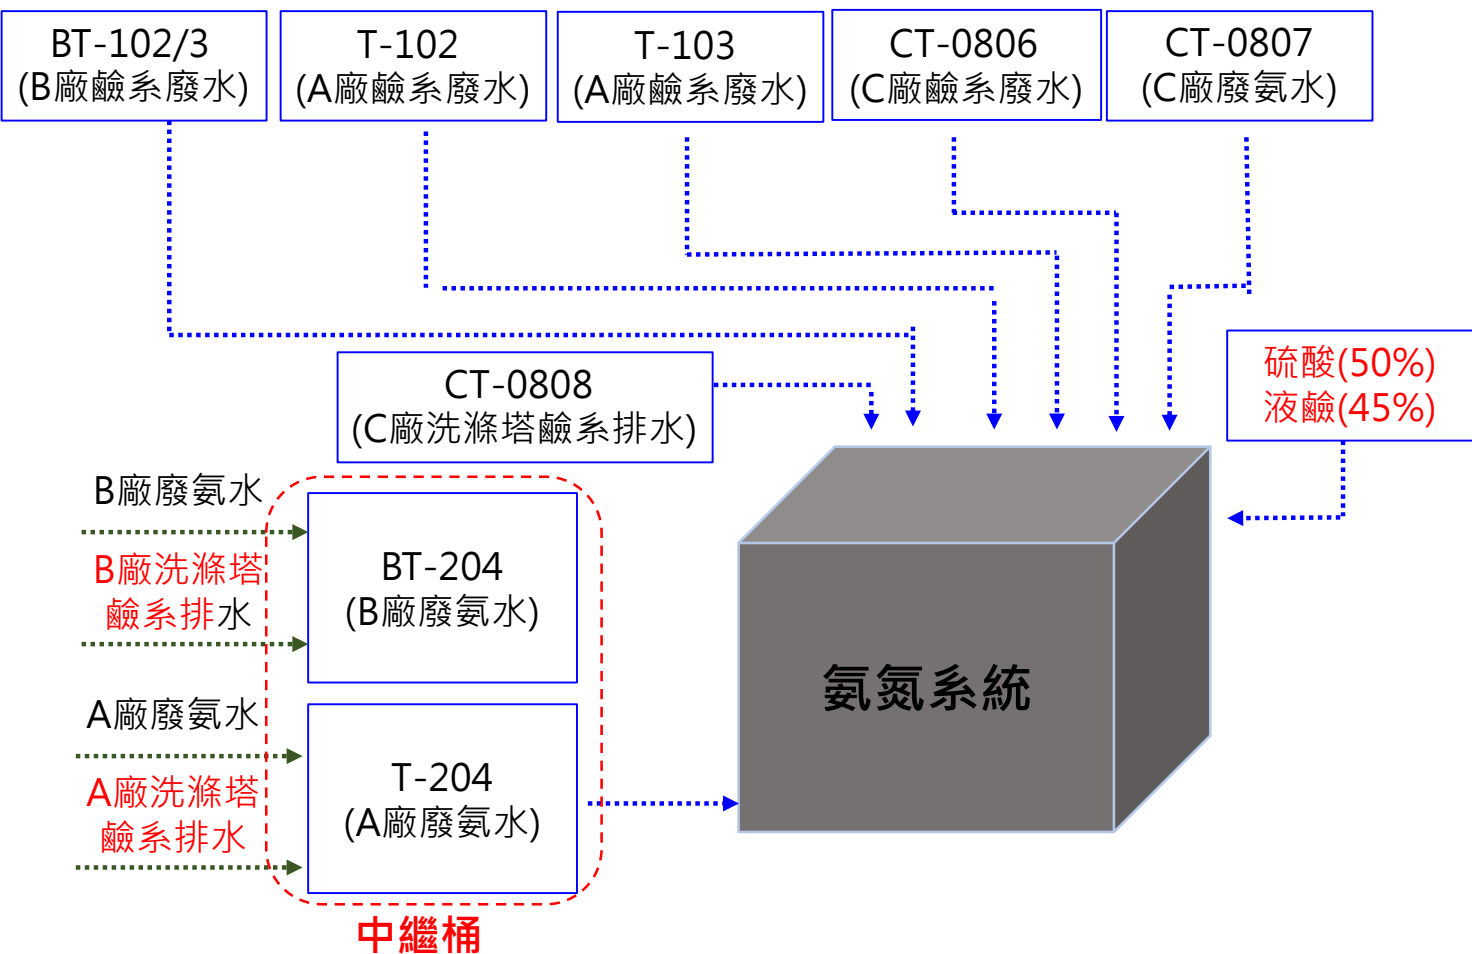 BT-102/3
(B廠鹼系廢水)
T-102
(A廠鹼系廢水)
T-103
(A廠鹼系廢水)
CT-0806
(C廠鹼系廢水)
CT-0807
(C廠廢氨水)
硫酸(50%)
液鹼(45%)
CT-0808
(C廠洗滌塔鹼系排水)
B廠廢氨水
B廠洗滌塔
鹼系排水
BT-204
(B廠廢氨水)
A廠廢氨水
A廠洗滌塔
鹼系排水
T-204
(A廠廢氨水)
氨氮系統
中繼桶